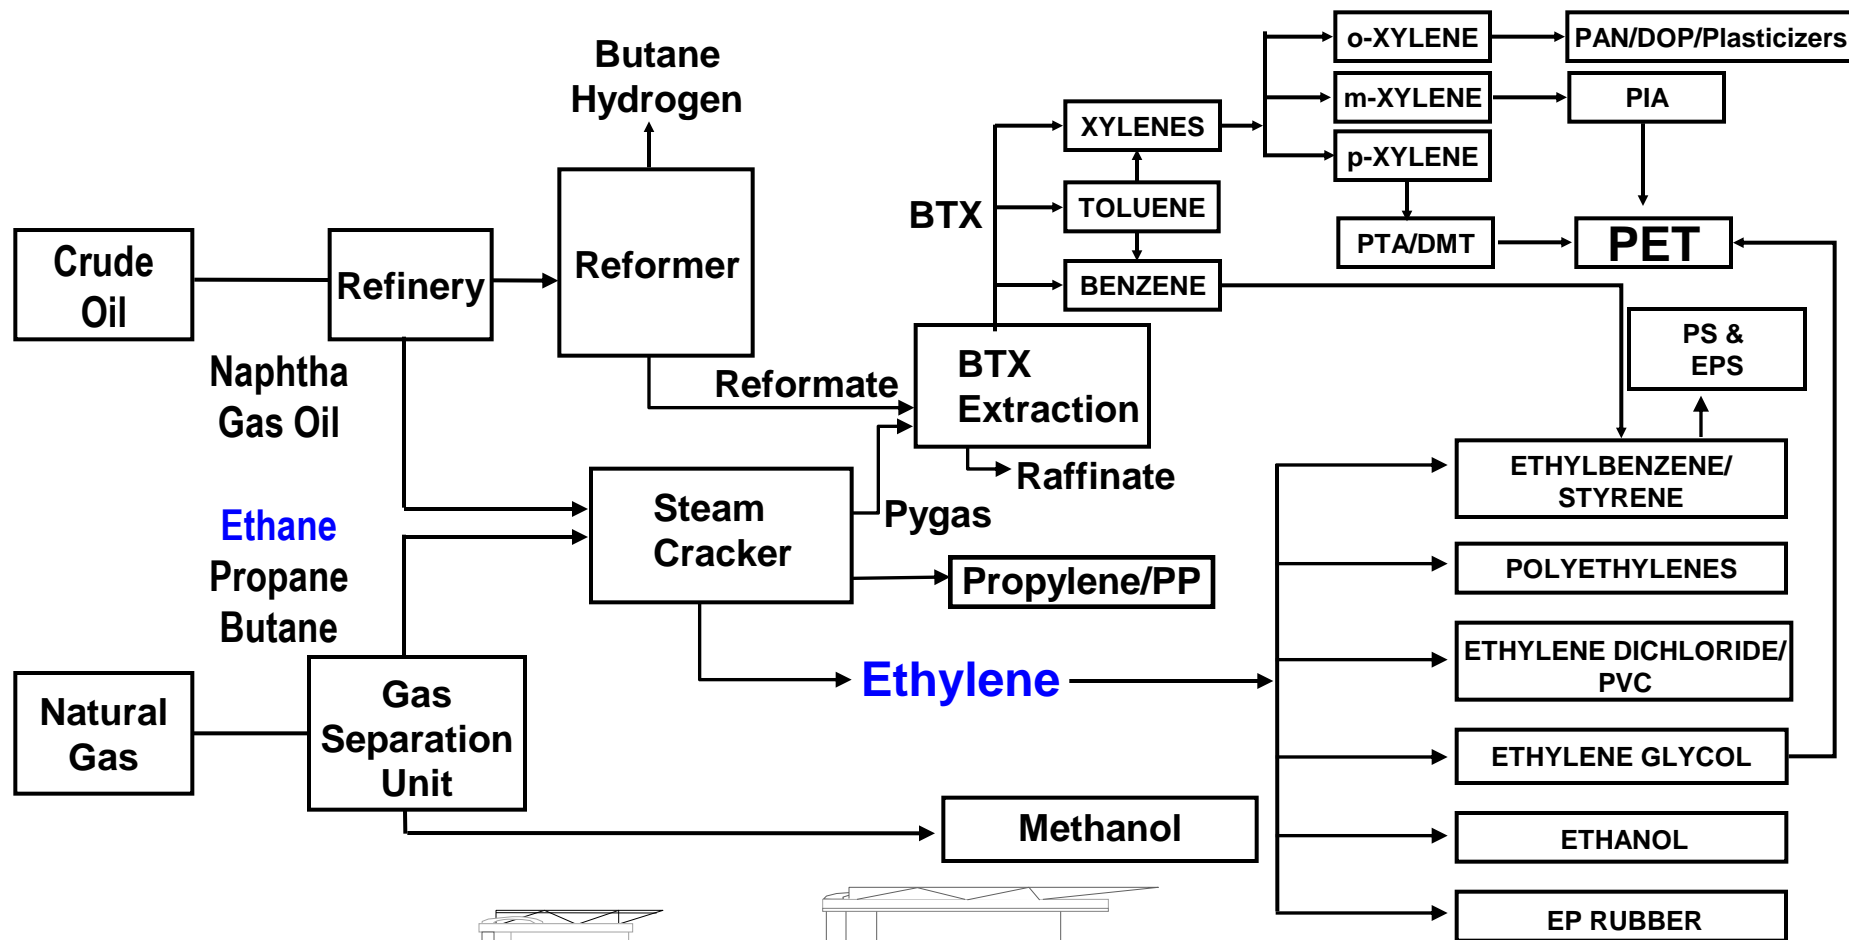 Butane
Hydrogen
o-XYLENE
PAN/DOP/Plasticizers
m-XYLENE
PIA
XYLENES
p-XYLENE
BTX
TOLUENE
PTA/DMT
PET
Crude
Oil
Refinery
Reformer
BENZENE
Naphtha
Gas Oil
Reformate
BTX
Extraction
PS &
EPS
Raffinate
ETHYLBENZENE/
STYRENE
Ethane
Propane
Butane
Steam
Cracker
Pygas
Propylene/PP
POLYETHYLENES
Ethylene
ETHYLENE DICHLORIDE/
PVC
Natural
Gas
Gas
Separation
Unit
ETHYLENE GLYCOL
Methanol
ETHANOL
EP RUBBER